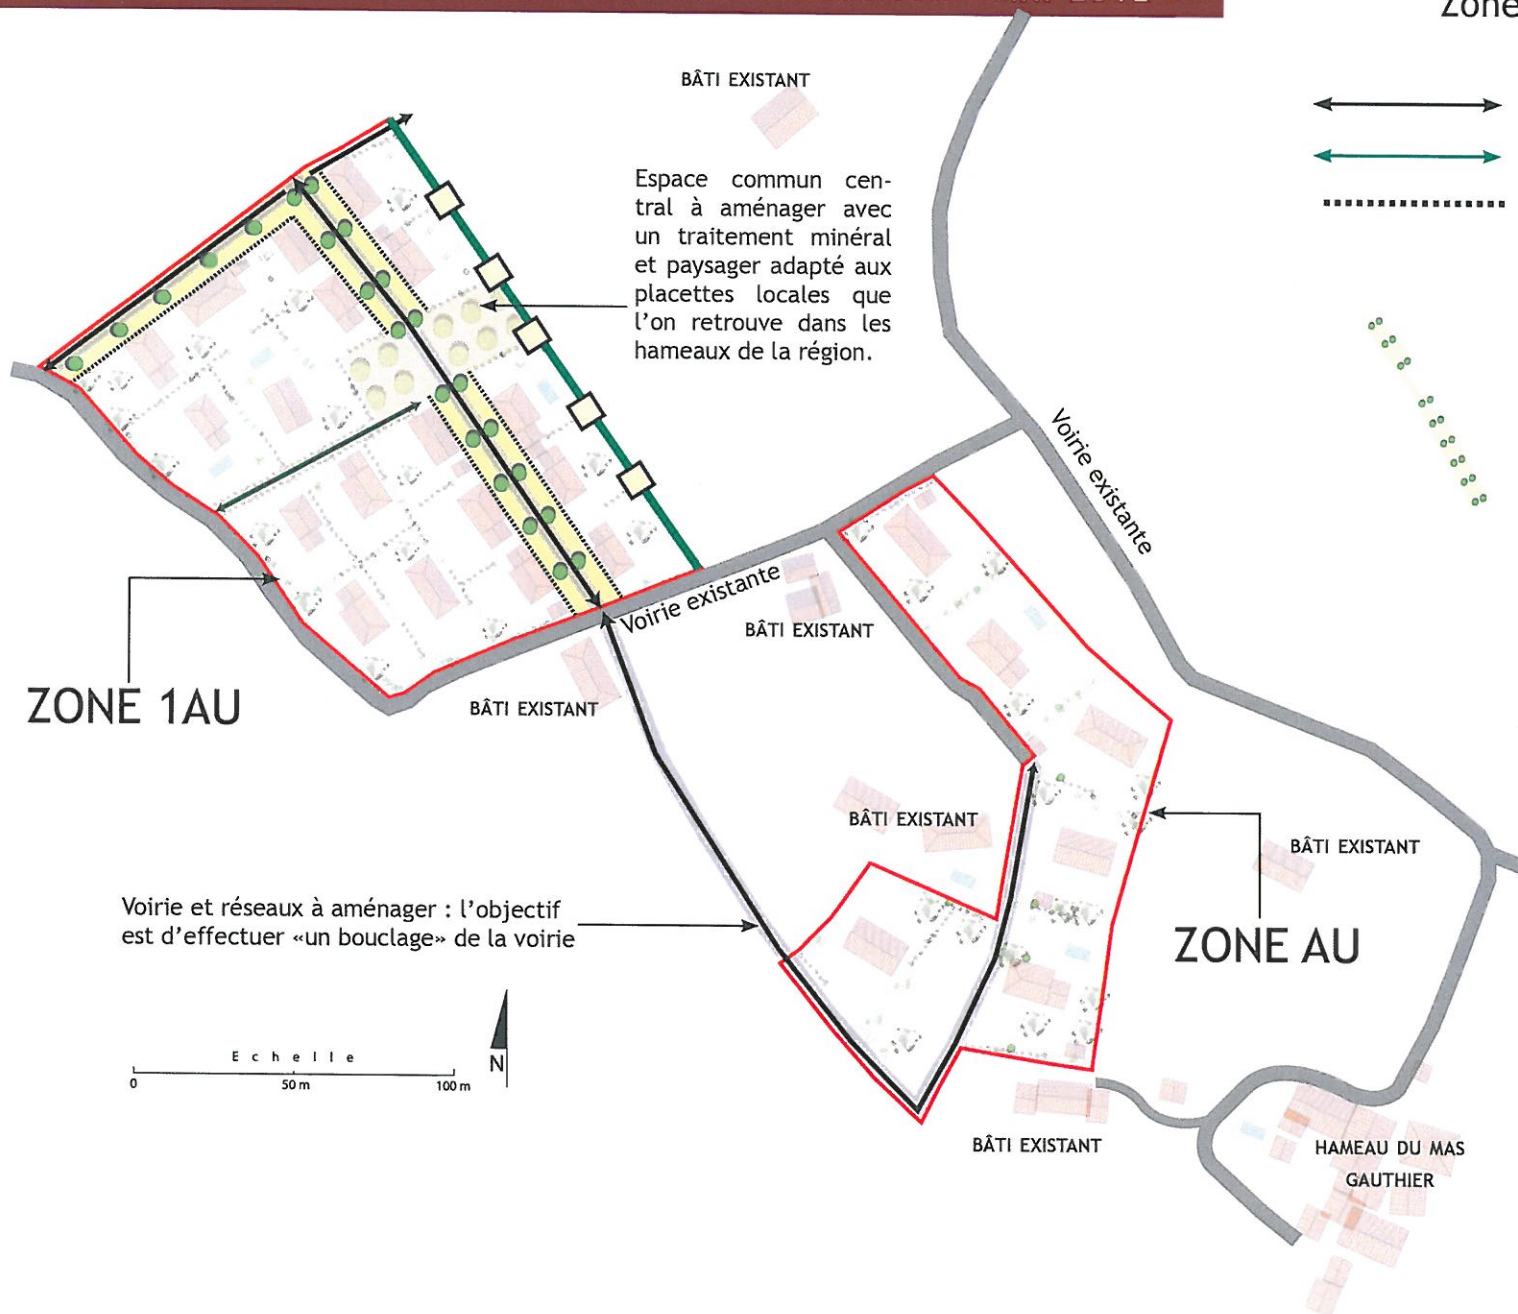 Zone
BÂTI EXISTANT
Espace commun cen-
tral à aménager avec
un traitement minéral
et paysager adapté aux
placettes locales que
l’on retrouve dans les
hameaux de la région.
Voirie existante
Voirie existante
BÂTI EXISTANT
ZONE 1AU
BÂTI EXISTANT
BÂTI EXISTANT
BÂTI EXISTANT
Voirie et réseaux à aménager : l’objectif
est d’effectuer «un bouclage» de la voirie
ZONE AU
Echelle
0 50 m 100 m
N
BÂTI EXISTANT
HAMEAU DU MAS
GAUTHIER